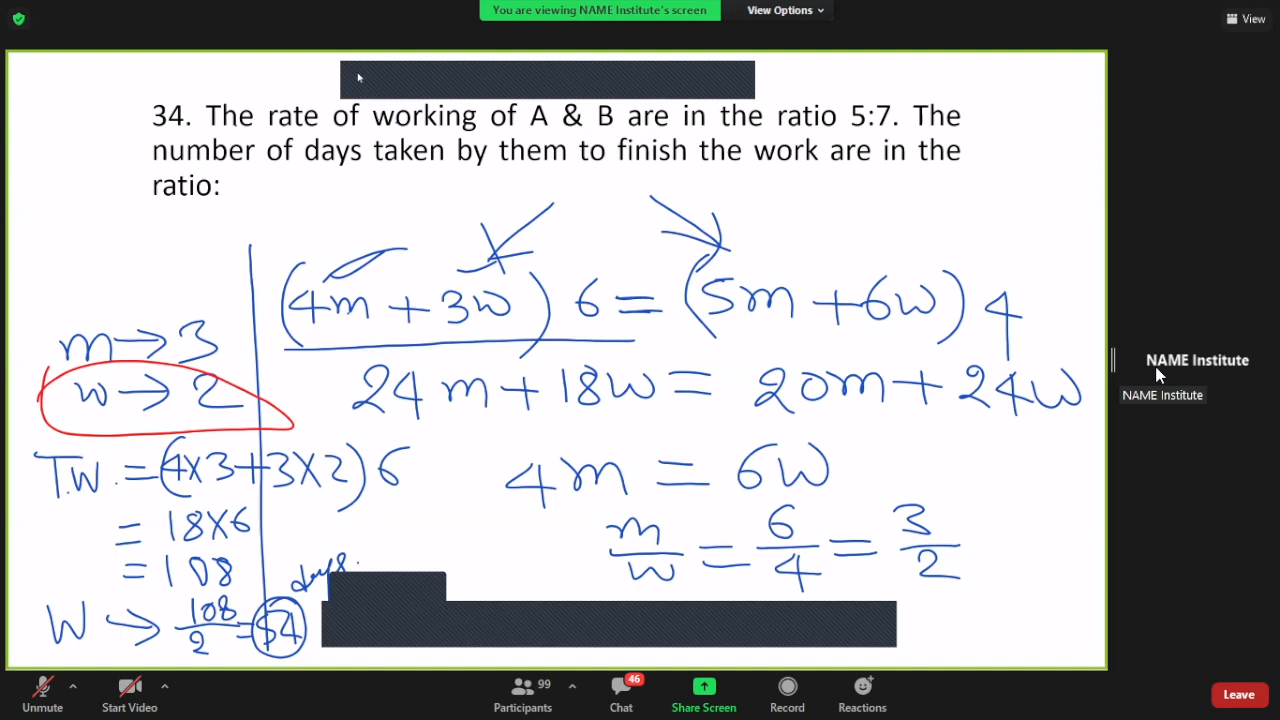 You are viewing NAME Institute's screen
View Options
View
34. The rate of working of A & B are in the ratio 5:7. The
number of days taken by them to finish the work are in the
ratio:
(4m + 3w) 6 = (5m + 6w) 4
24m + 18w = 20m + 24w
4m = 6w
m/w = 6/4 = 3/2
m → 3
w → 2
T.W. = (4×3+3×2) 6
= 18×6
= 108
W → 108/2 = 54 days.
NAME Institute
NAME Institute
Unmute
Start Video
99
Participants
46
Chat
Share Screen
Record
Reactions
Leave